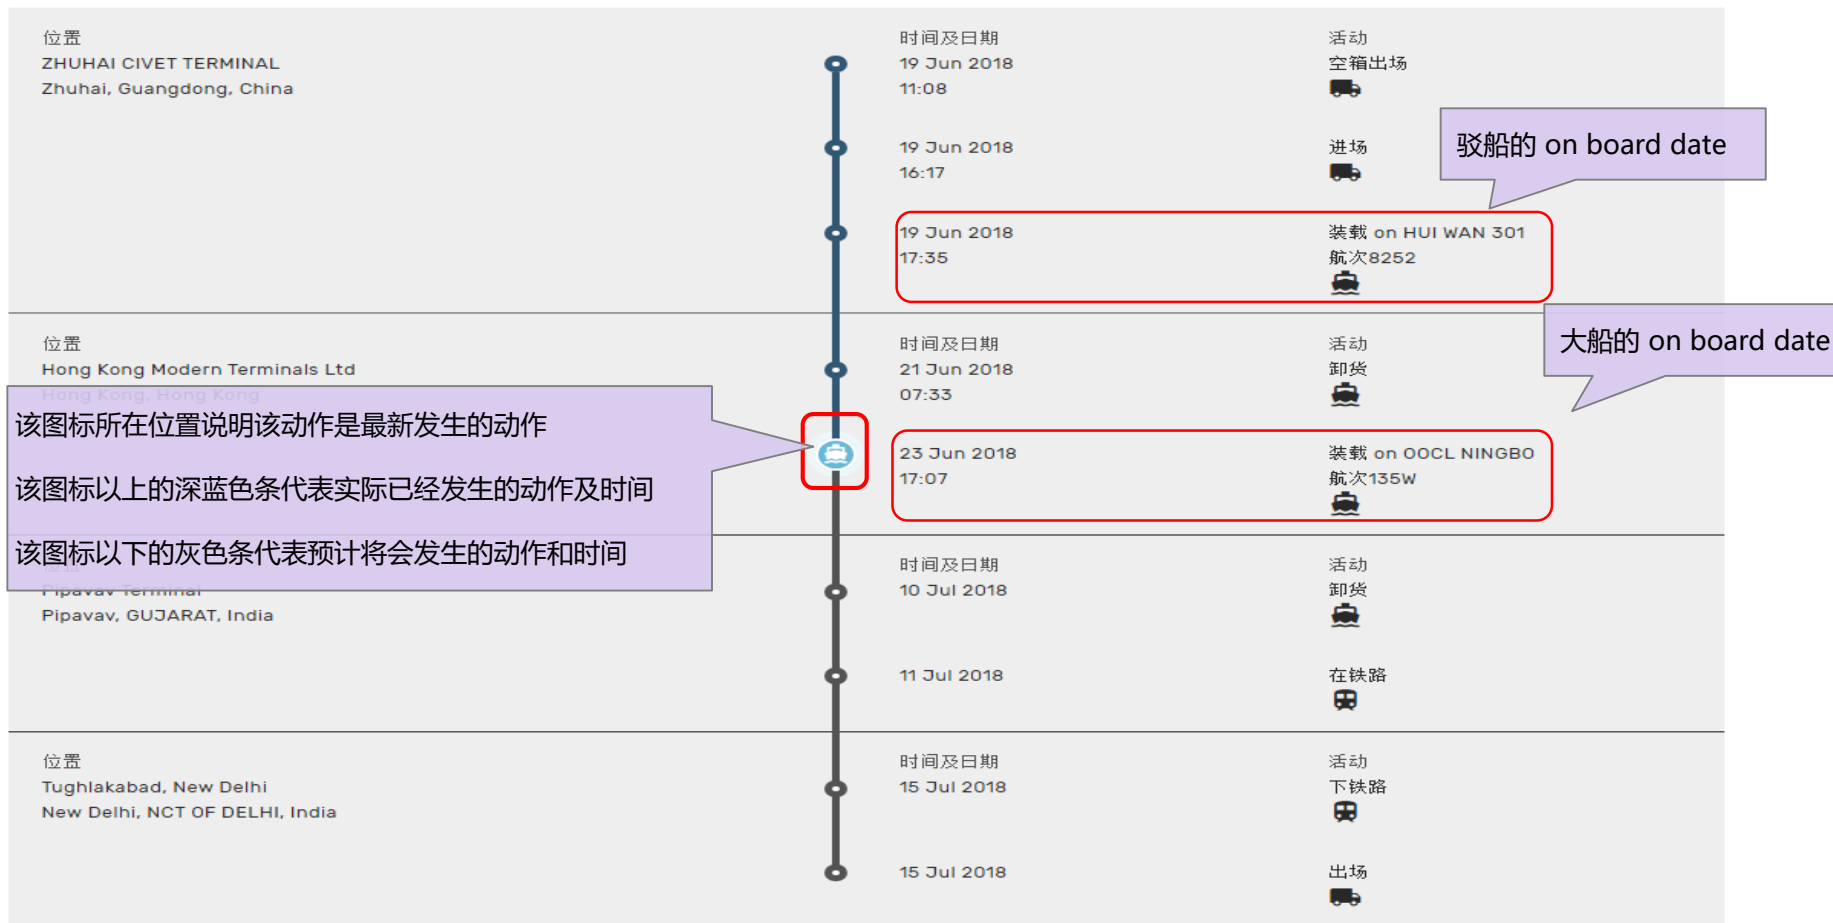 位置
时间及日期
活动
ZHUHAI CIVET TERMINAL
19 Jun 2018
空箱出场
Zhuhai, Guangdong, China
11:08
驳船的 on board date
19 Jun 2018
进场
16:17
19 Jun 2018
装载 on HUI WAN 301
17:35
航次8252
大船的 on board date
位置
时间及日期
活动
Hong Kong Modern Terminals Ltd
21 Jun 2018
卸货
Hong Kong, Hong Kong
07:33
该图标所在位置说明该动作是最新发生的动作
该图标以上的深蓝色条代表实际已经发生的动作及时间
该图标以下的灰色条代表预计将会发生的动作和时间
23 Jun 2018
装载 on OOCL NINGBO
17:07
航次135W
时间及日期
活动
Pipavav Terminal
10 Jul 2018
卸货
Pipavav, GUJARAT, India
11 Jul 2018
在铁路
位置
时间及日期
活动
Tughlakabad, New Delhi
15 Jul 2018
下铁路
New Delhi, NCT OF DELHI, India
15 Jul 2018
出场